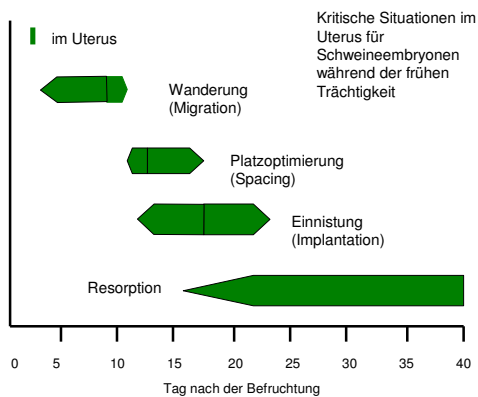 Kritische Situationen im
Uterus für
Schweineembryonen
während der frühen
Trächtigkeit
im Uterus
Wanderung
(Migration)
Platzoptimierung
(Spacing)
Einnistung
(Implantation)
Resorption
0 5 10 15 20 25 30 35 40
Tag nach der Befruchtung